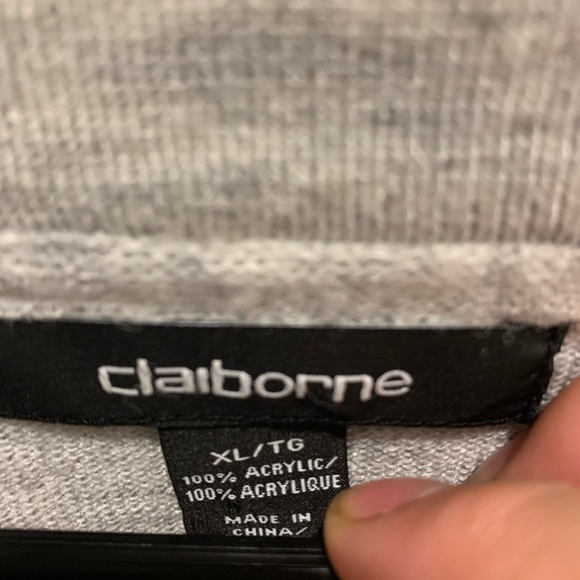 claiborne
XL/TG
100% ACRYLIC/
100% ACRYLIQUE
MADE IN
CHINA/